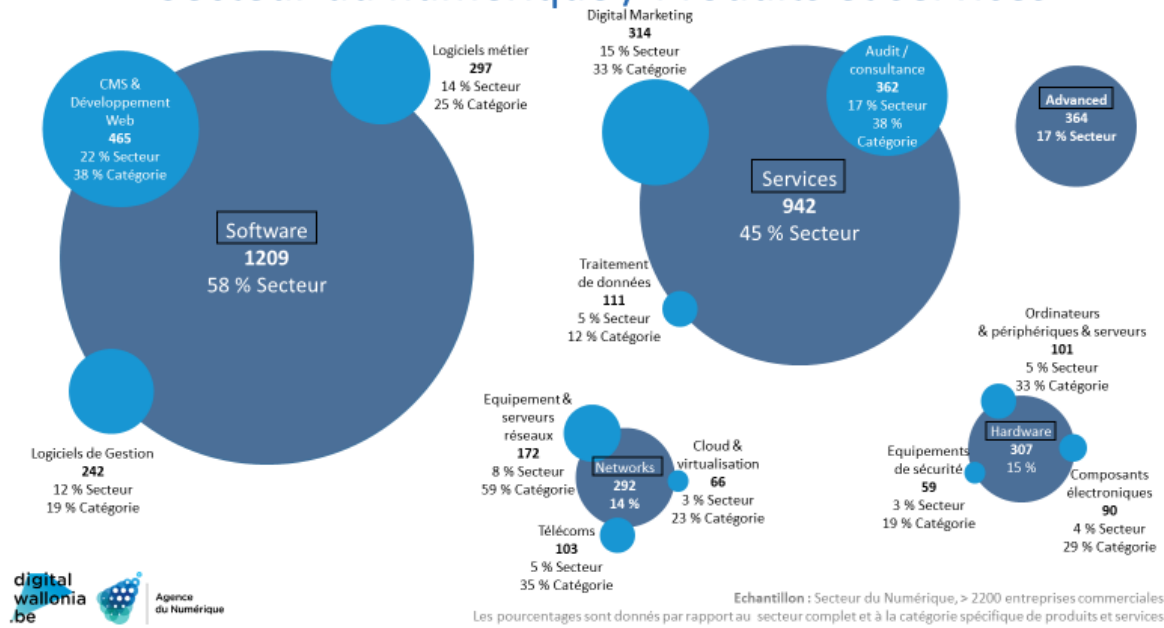 Digital Marketing
314
15 % Secteur
33 % Catégorie
Logiciels métier
297
14 % Secteur
25 % Catégorie
CMS &
Développement
Web
465
22 % Secteur
38 % Catégorie
Audit /
consultance
362
17 % Secteur
38 %
Catégorie
Advanced
364
17 % Secteur
Software
1209
58 % Secteur
Services
942
45 % Secteur
Traitement
de données
111
5 % Secteur
12 % Catégorie
Ordinateurs
& périphériques & serveurs
101
5 % Secteur
33 % Catégorie
Logiciels de Gestion
242
12 % Secteur
19 % Catégorie
Equipement &
serveurs
réseaux
172
8 % Secteur
59 % Catégorie
Networks
292
14 %
Cloud &
virtualisation
66
3 % Secteur
23 % Catégorie
Télécoms
103
5 % Secteur
35 % Catégorie
Hardware
307
15 %
Equipements
de sécurité
59
3 % Secteur
19 % Catégorie
Composants
électroniques
90
4 % Secteur
29 % Catégorie
digital
wallonia
.be
Agence
du Numérique
Echantillon : Secteur du Numérique, > 2200 entreprises commerciales
Les pourcentages sont donnés par rapport au secteur complet et à la catégorie spécifique de produits et services